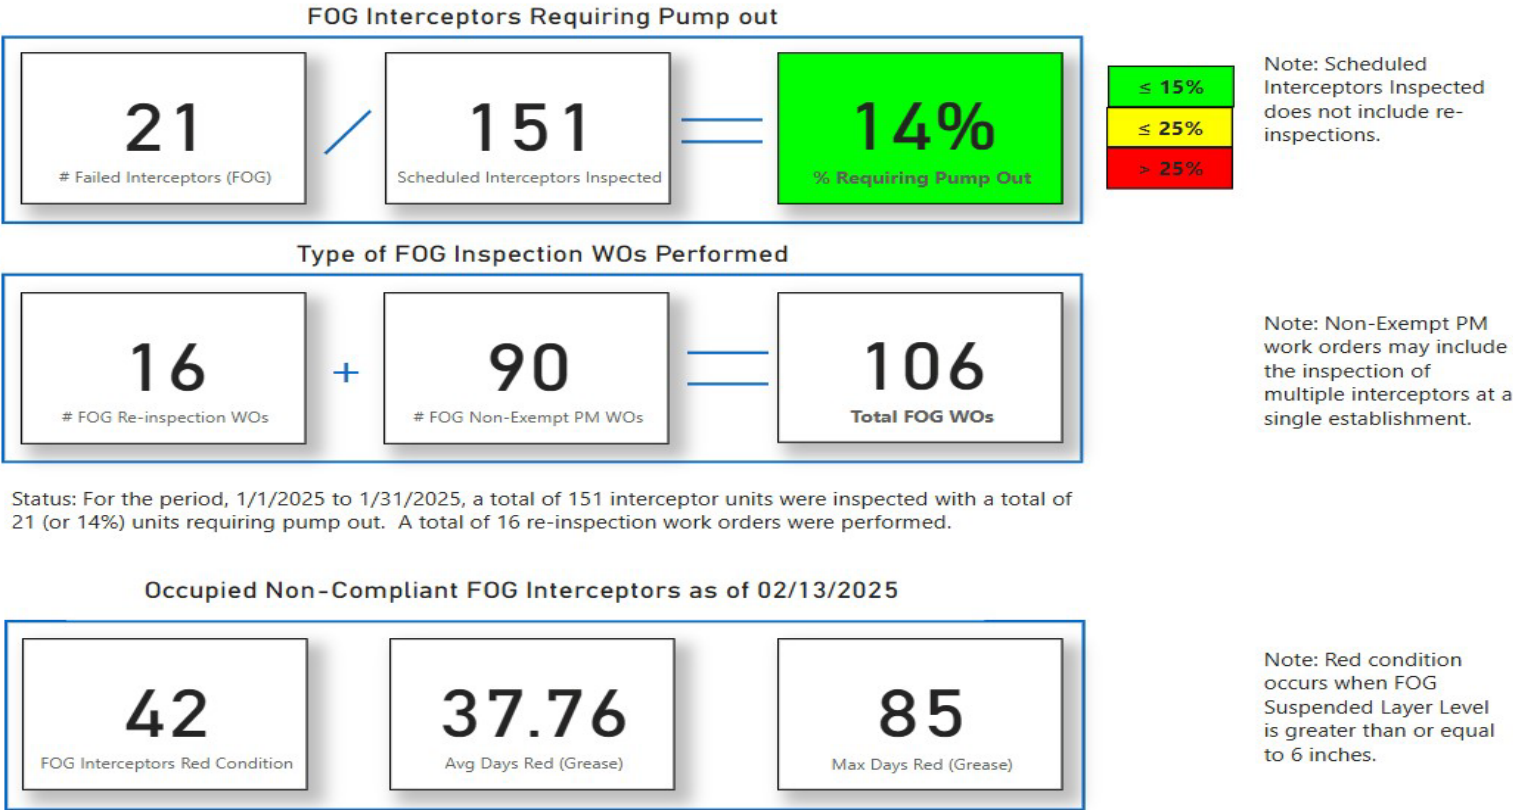 FOG Interceptors Requiring Pump out
21
# Failed Interceptors (FOG)
/
151
Scheduled Interceptors Inspected
=
14%
% Requiring Pump Out
≤ 15%
≤ 25%
> 25%
Note: Scheduled
Interceptors Inspected
does not include re-
inspections.
Type of FOG Inspection WOs Performed
16
# FOG Re-inspection WOs
+
90
# FOG Non-Exempt PM WOs
=
106
Total FOG WOs
Note: Non-Exempt PM
work orders may include
the inspection of
multiple interceptors at a
single establishment.
Status: For the period, 1/1/2025 to 1/31/2025, a total of 151 interceptor units were inspected with a total of
21 (or 14%) units requiring pump out.  A total of 16 re-inspection work orders were performed.
Occupied Non-Compliant FOG Interceptors as of 02/13/2025
42
FOG Interceptors Red Condition
37.76
Avg Days Red (Grease)
85
Max Days Red (Grease)
Note: Red condition
occurs when FOG
Suspended Layer Level
is greater than or equal
to 6 inches.